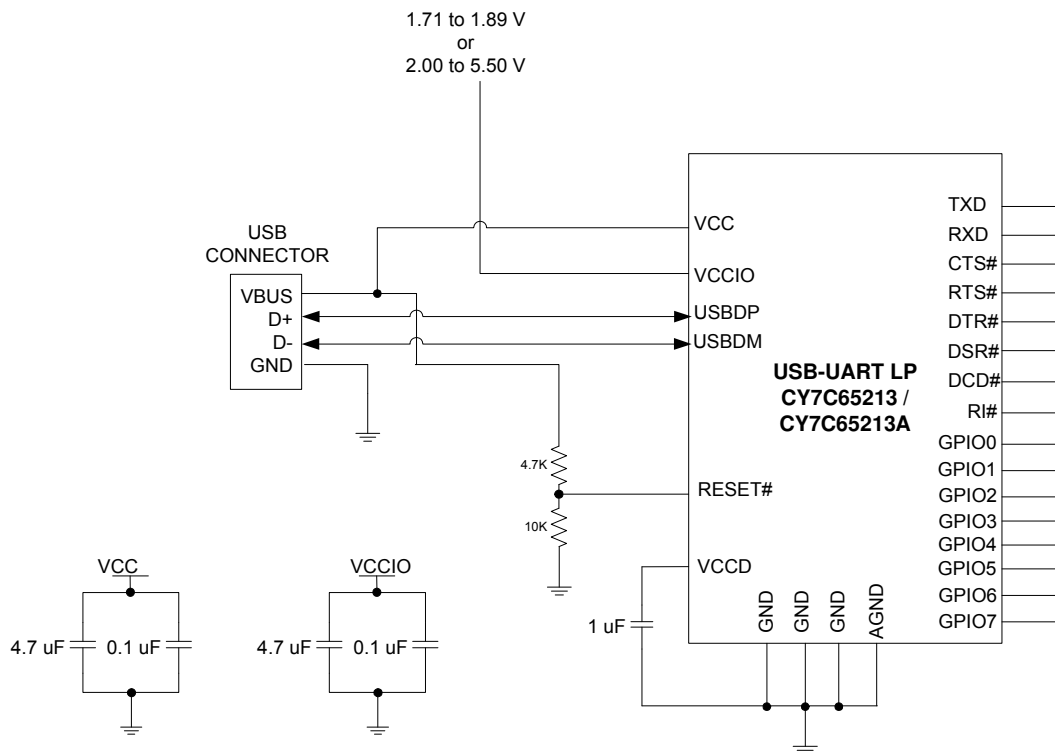 1.71 to 1.89 V
or
2.00 to 5.50 V
USB
CONNECTOR
VBUS
D+
D-
GND
VCC
VCCIO
USBDP
USBDM
RESET#
VCCD
USB-UART LP
CY7C65213 /
CY7C65213A
TXD
RXD
CTS#
RTS#
DTR#
DSR#
DCD#
RI#
GPIO0
GPIO1
GPIO2
GPIO3
GPIO4
GPIO5
GPIO6
GPIO7
GND
GND
GND
AGND
4.7K
10K
1 uF
VCC
4.7 uF
0.1 uF
VCCIO
4.7 uF
0.1 uF